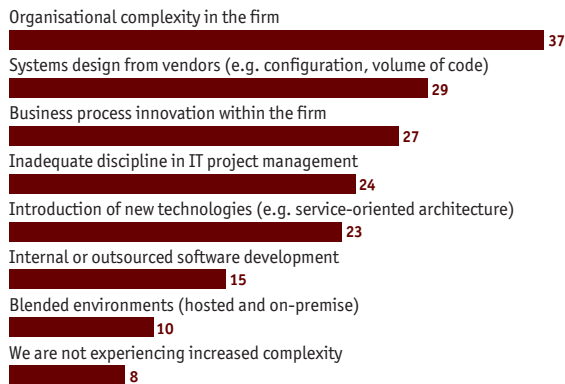 Organisational complexity in the firm
37
Systems design from vendors (e.g. configuration, volume of code)
29
Business process innovation within the firm
27
Inadequate discipline in IT project management
24
Introduction of new technologies (e.g. service-oriented architecture)
23
Internal or outsourced software development
15
Blended environments (hosted and on-premise)
10
We are not experiencing increased complexity
8